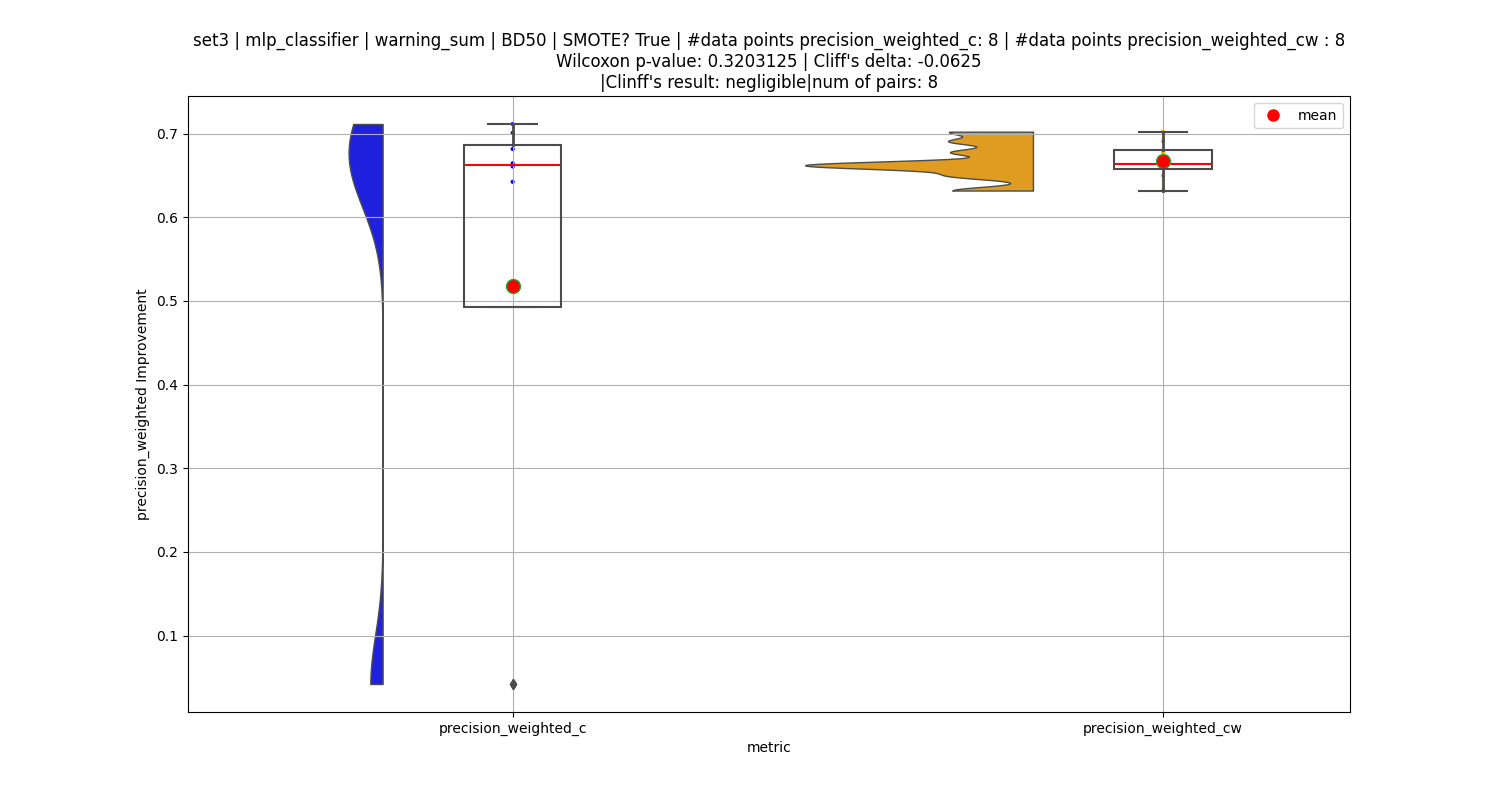 set3 | mlp_classifier | warning_sum | BD50 | SMOTE? True | #data points precision_weighted_c: 8 | #data points precision_weighted_cw : 8
Wilcoxon p-value: 0.3203125 | Cliff's delta: -0.0625
|Clinff's result: negligible|num of pairs: 8
mean
0.7
0.6
0.5
0.4
0.3
0.2
0.1
precision_weighted Improvement
precision_weighted_c
precision_weighted_cw
metric